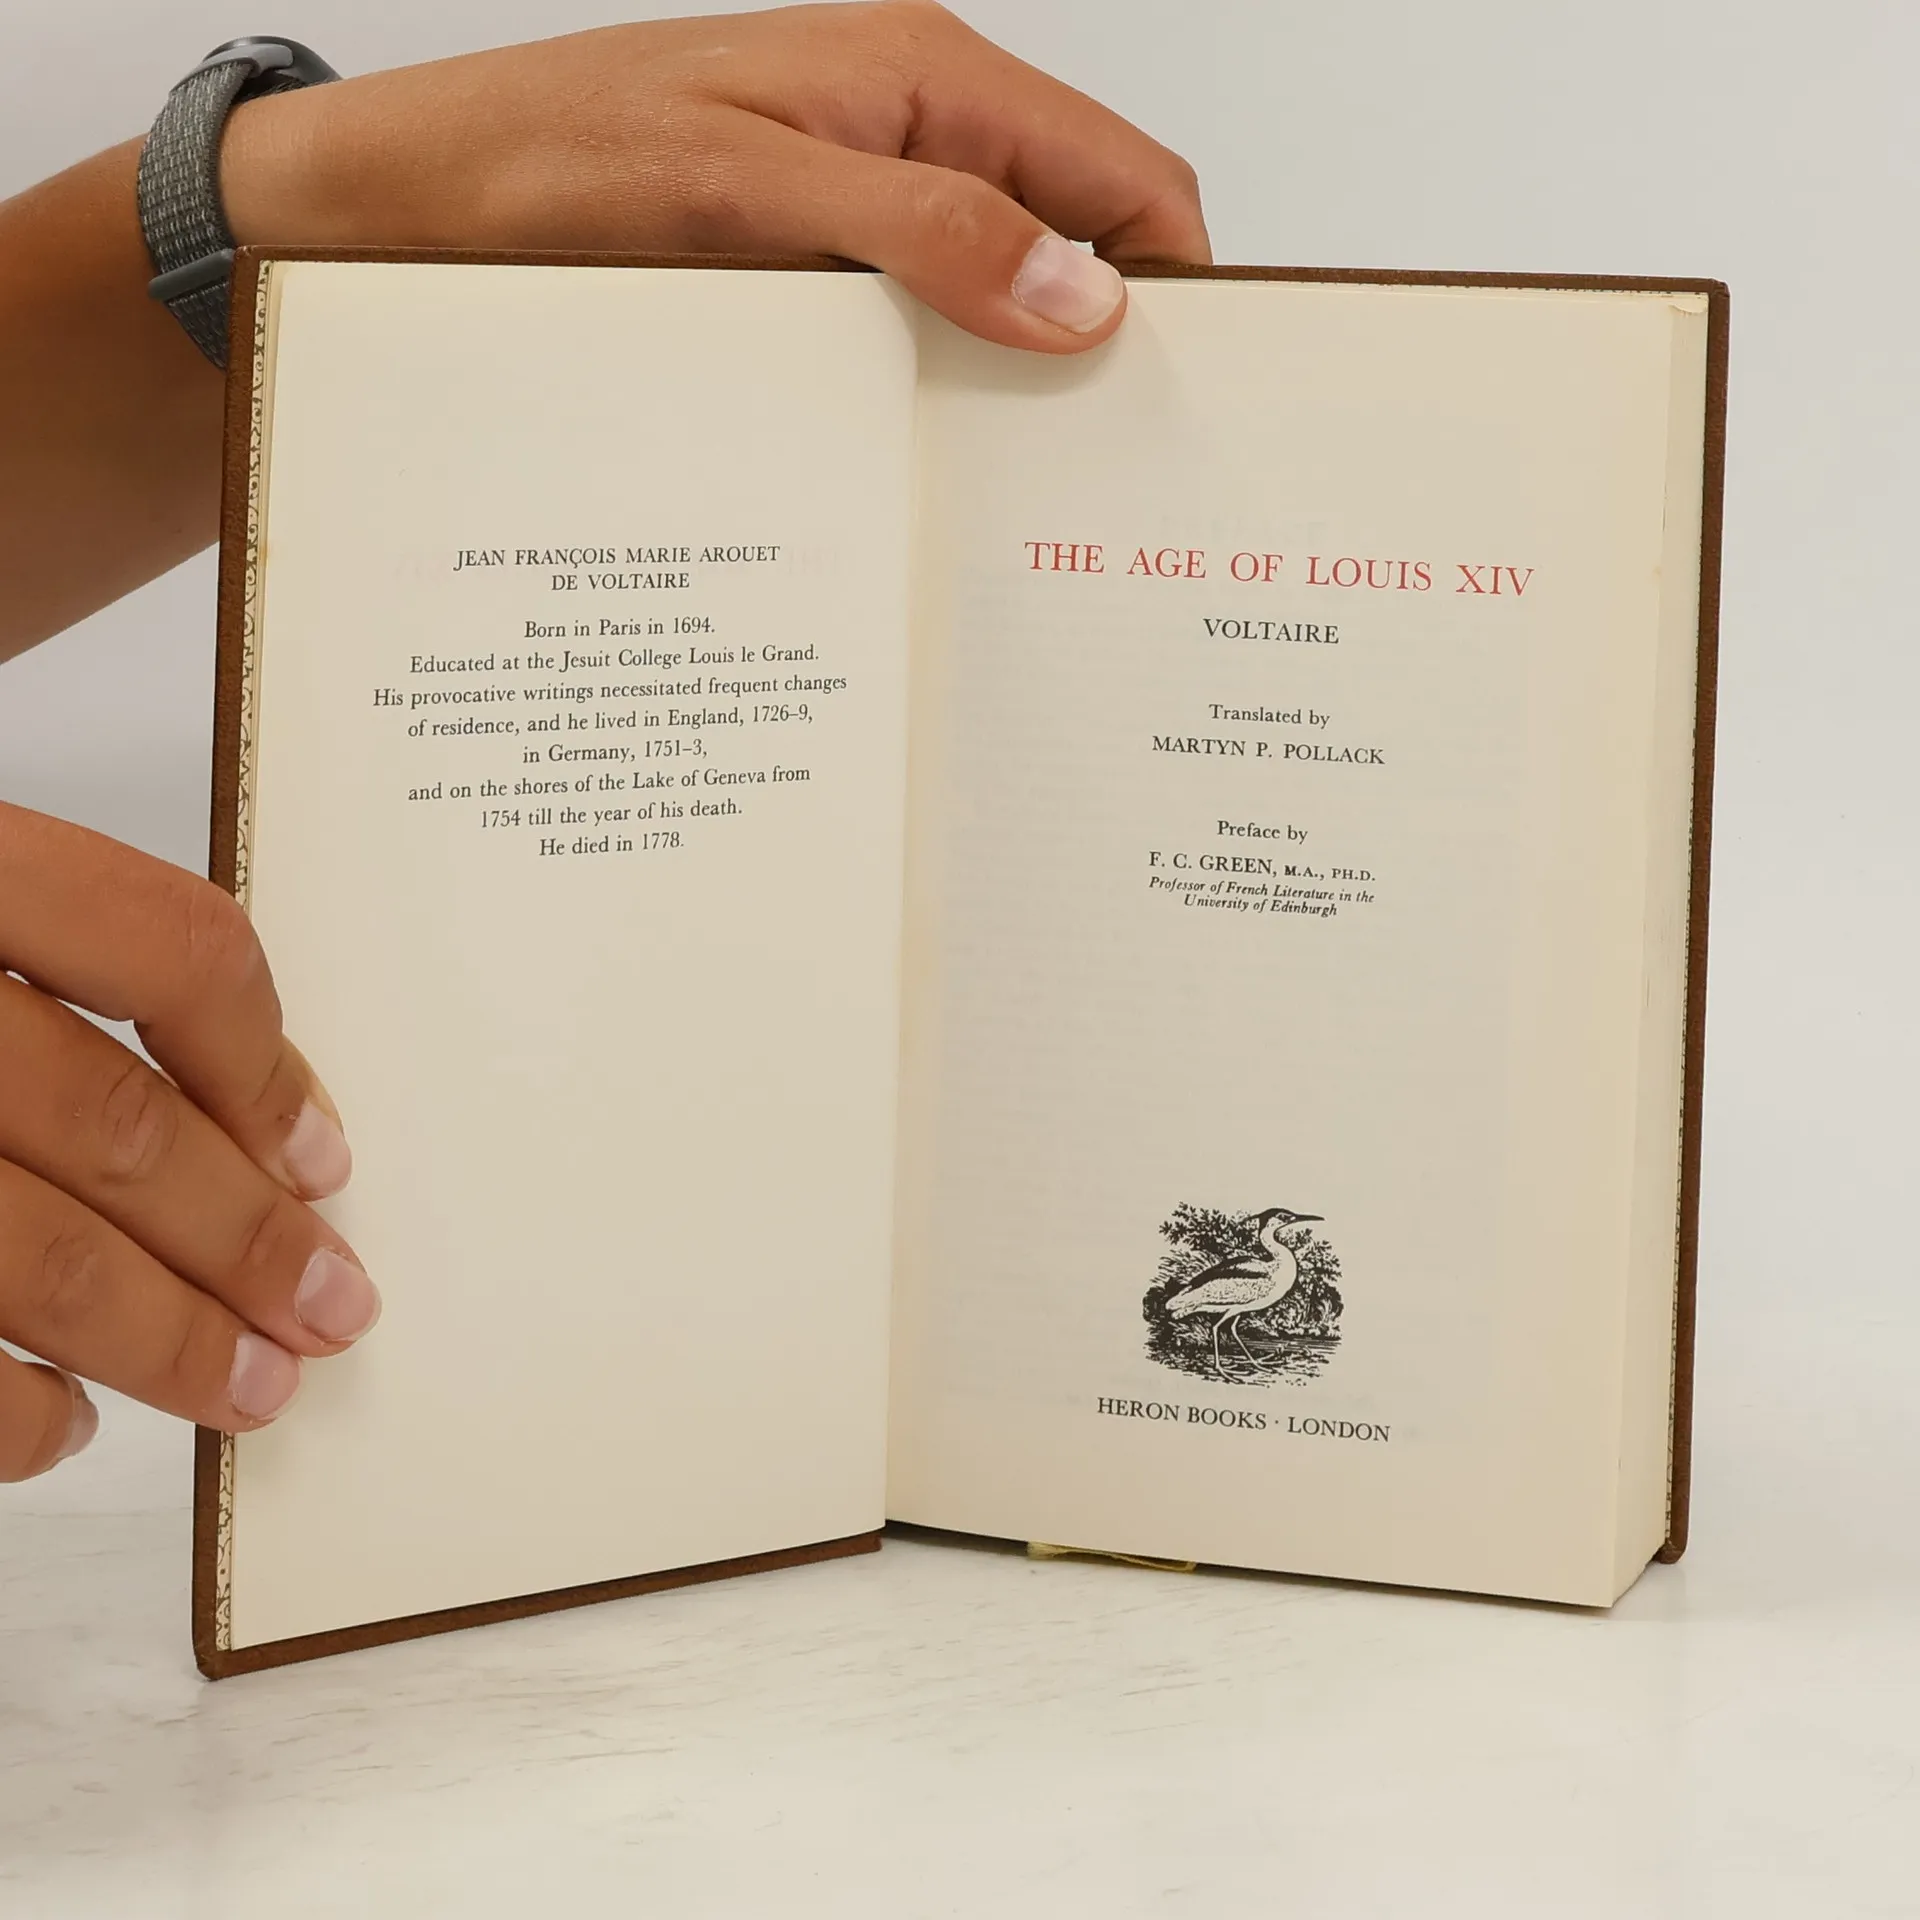 JEAN FRANÇOIS MARIE AROUET
DE VOLTAIRE
Born in Paris in 1694.
Educated at the Jesuit College Louis le Grand.
His provocative writings necessitated frequent changes
of residence, and he lived in England, 1726–9,
in Germany, 1751–3,
and on the shores of the Lake of Geneva from
1754 till the year of his death.
He died in 1778.
THE AGE OF LOUIS XIV
VOLTAIRE
Translated by
MARTYN P. POLLACK
Preface by
F. C. GREEN, M.A., PH.D.
Professor of French Literature in the
University of Edinburgh
HERON BOOKS · LONDON